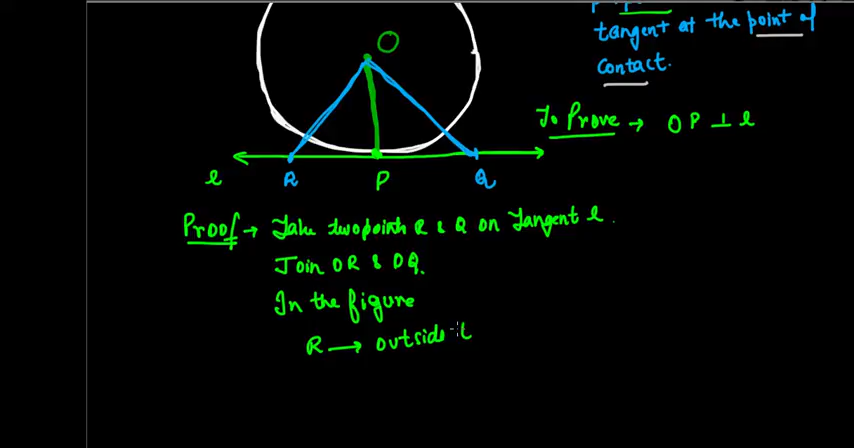 tangent at the point of
contact.
O
To Prove → OP ⊥ l
l R P Q
Proof → Take two points R & Q on Tangent l.
Join OR & OQ.
In the figure
R → outside t